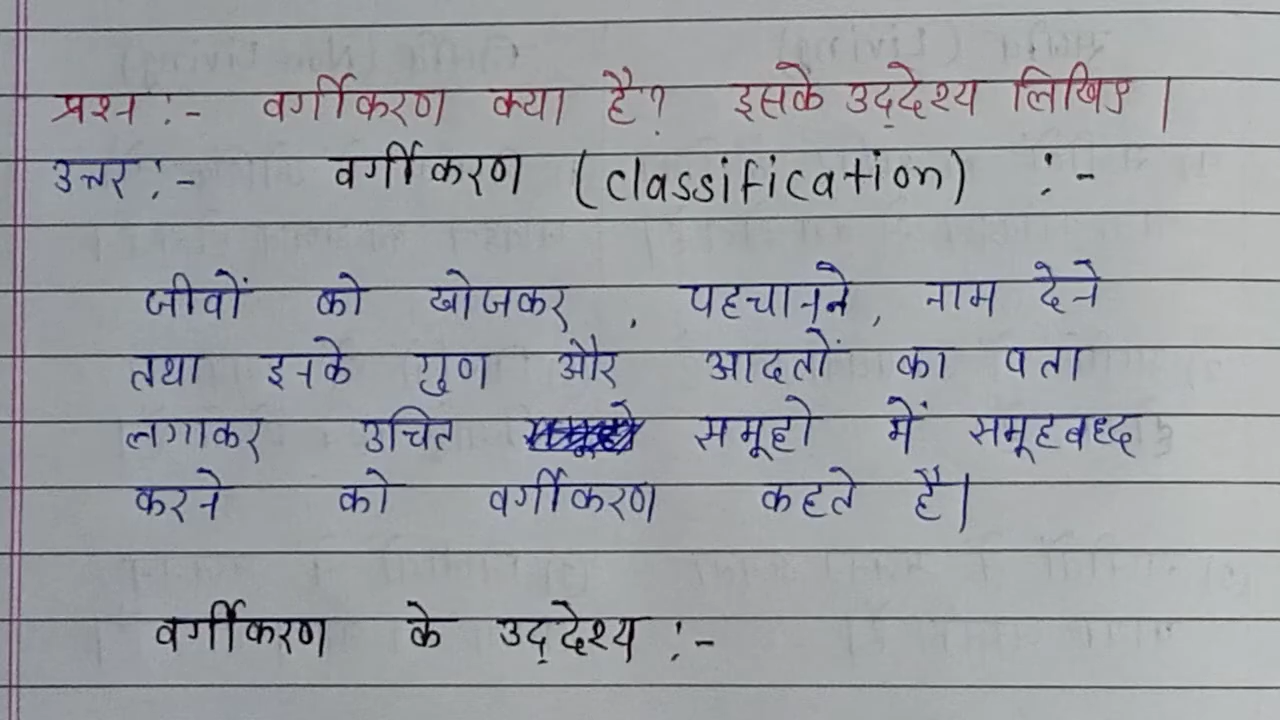 प्रश्न :- वर्गीकरण क्या है? इसके उद्देश्य लिखिए |
उत्तर :- वर्गीकरण (classification) :-
जीवों को खोजकर, पहचानने, नाम देने
तथा इनके गुण और आदतों का पता
लगाकर उचित समूहो में समूहबध्द
करने को वर्गीकरण कहते है|
वर्गीकरण के उद्देश्य :-